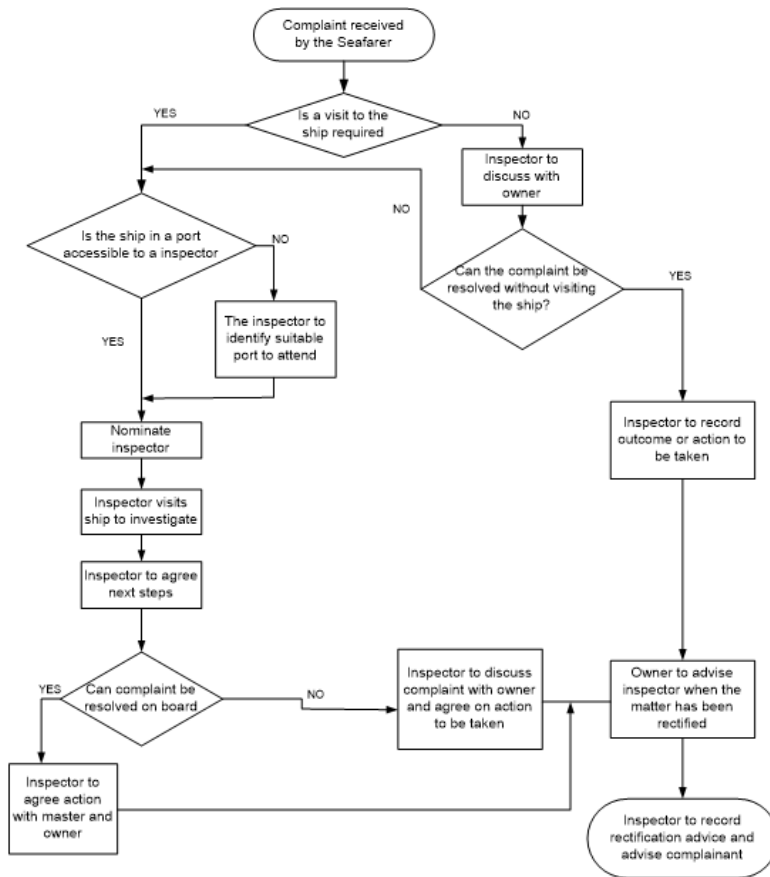 Complaint received
by the Seafarer
YES
Is a visit to the
ship required
NO
Inspector to
discuss with
owner
NO
Is the ship in a port
accessible to a inspector
NO
Can the complaint be
resolved without visiting
the ship?
YES
YES
The inspector to
identify suitable
port to attend
Nominate
inspector
Inspector to record
outcome or action to
be taken
Inspector visits
ship to investigate
Inspector to agree
next steps
YES
Can complaint be
resolved on board
NO
Inspector to discuss
complaint with owner
and agree on action
to be taken
Owner to advise
inspector when the
matter has been
rectified
Inspector to
agree action
with master and
owner
Inspector to record
rectification advice and
advise complainant